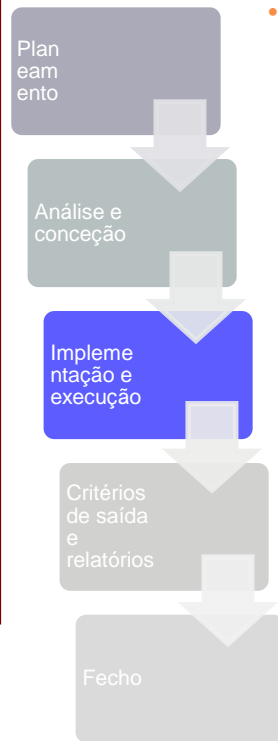 Plan
eam
ento
Análise e
conceção
Impleme
ntação e
execução
Critérios
de saída
e
relatórios
Fecho